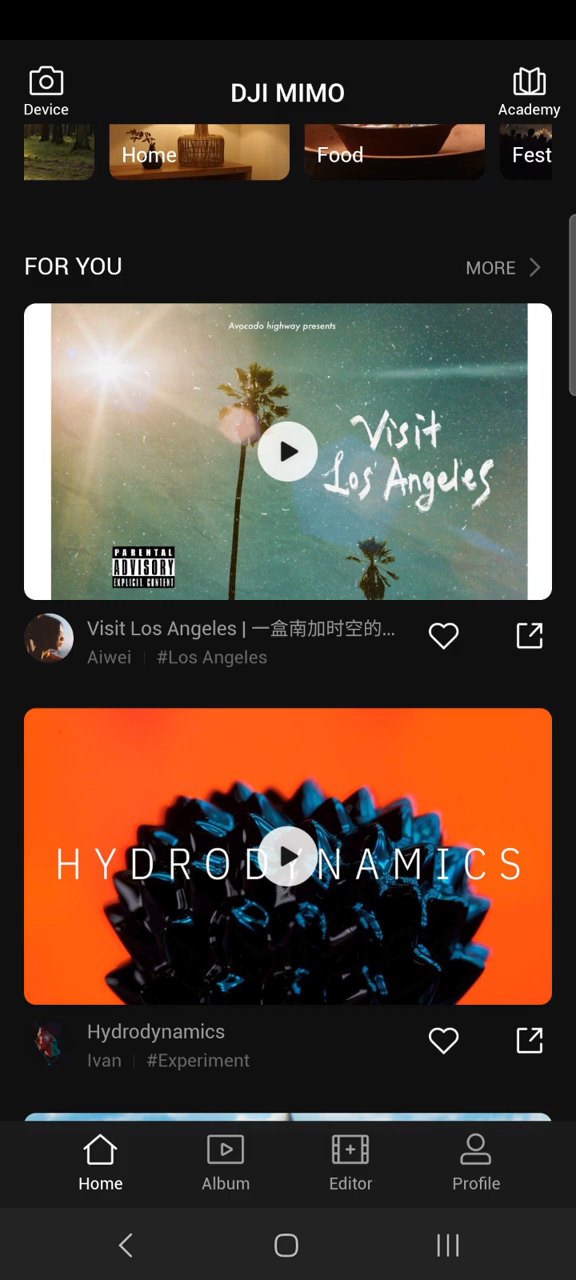 DJI MIMO
Device
Academy
Home
Food
Fest
FOR YOU
MORE
Avocado highway presents
Visit
Los Angeles
PARENTAL
ADVISORY
EXPLICIT CONTENT
Visit Los Angeles | 一盒南加时空的...
Aiwei | #Los Angeles
HYDRODYNAMICS
Hydrodynamics
Ivan | #Experiment
Home
Album
Editor
Profile